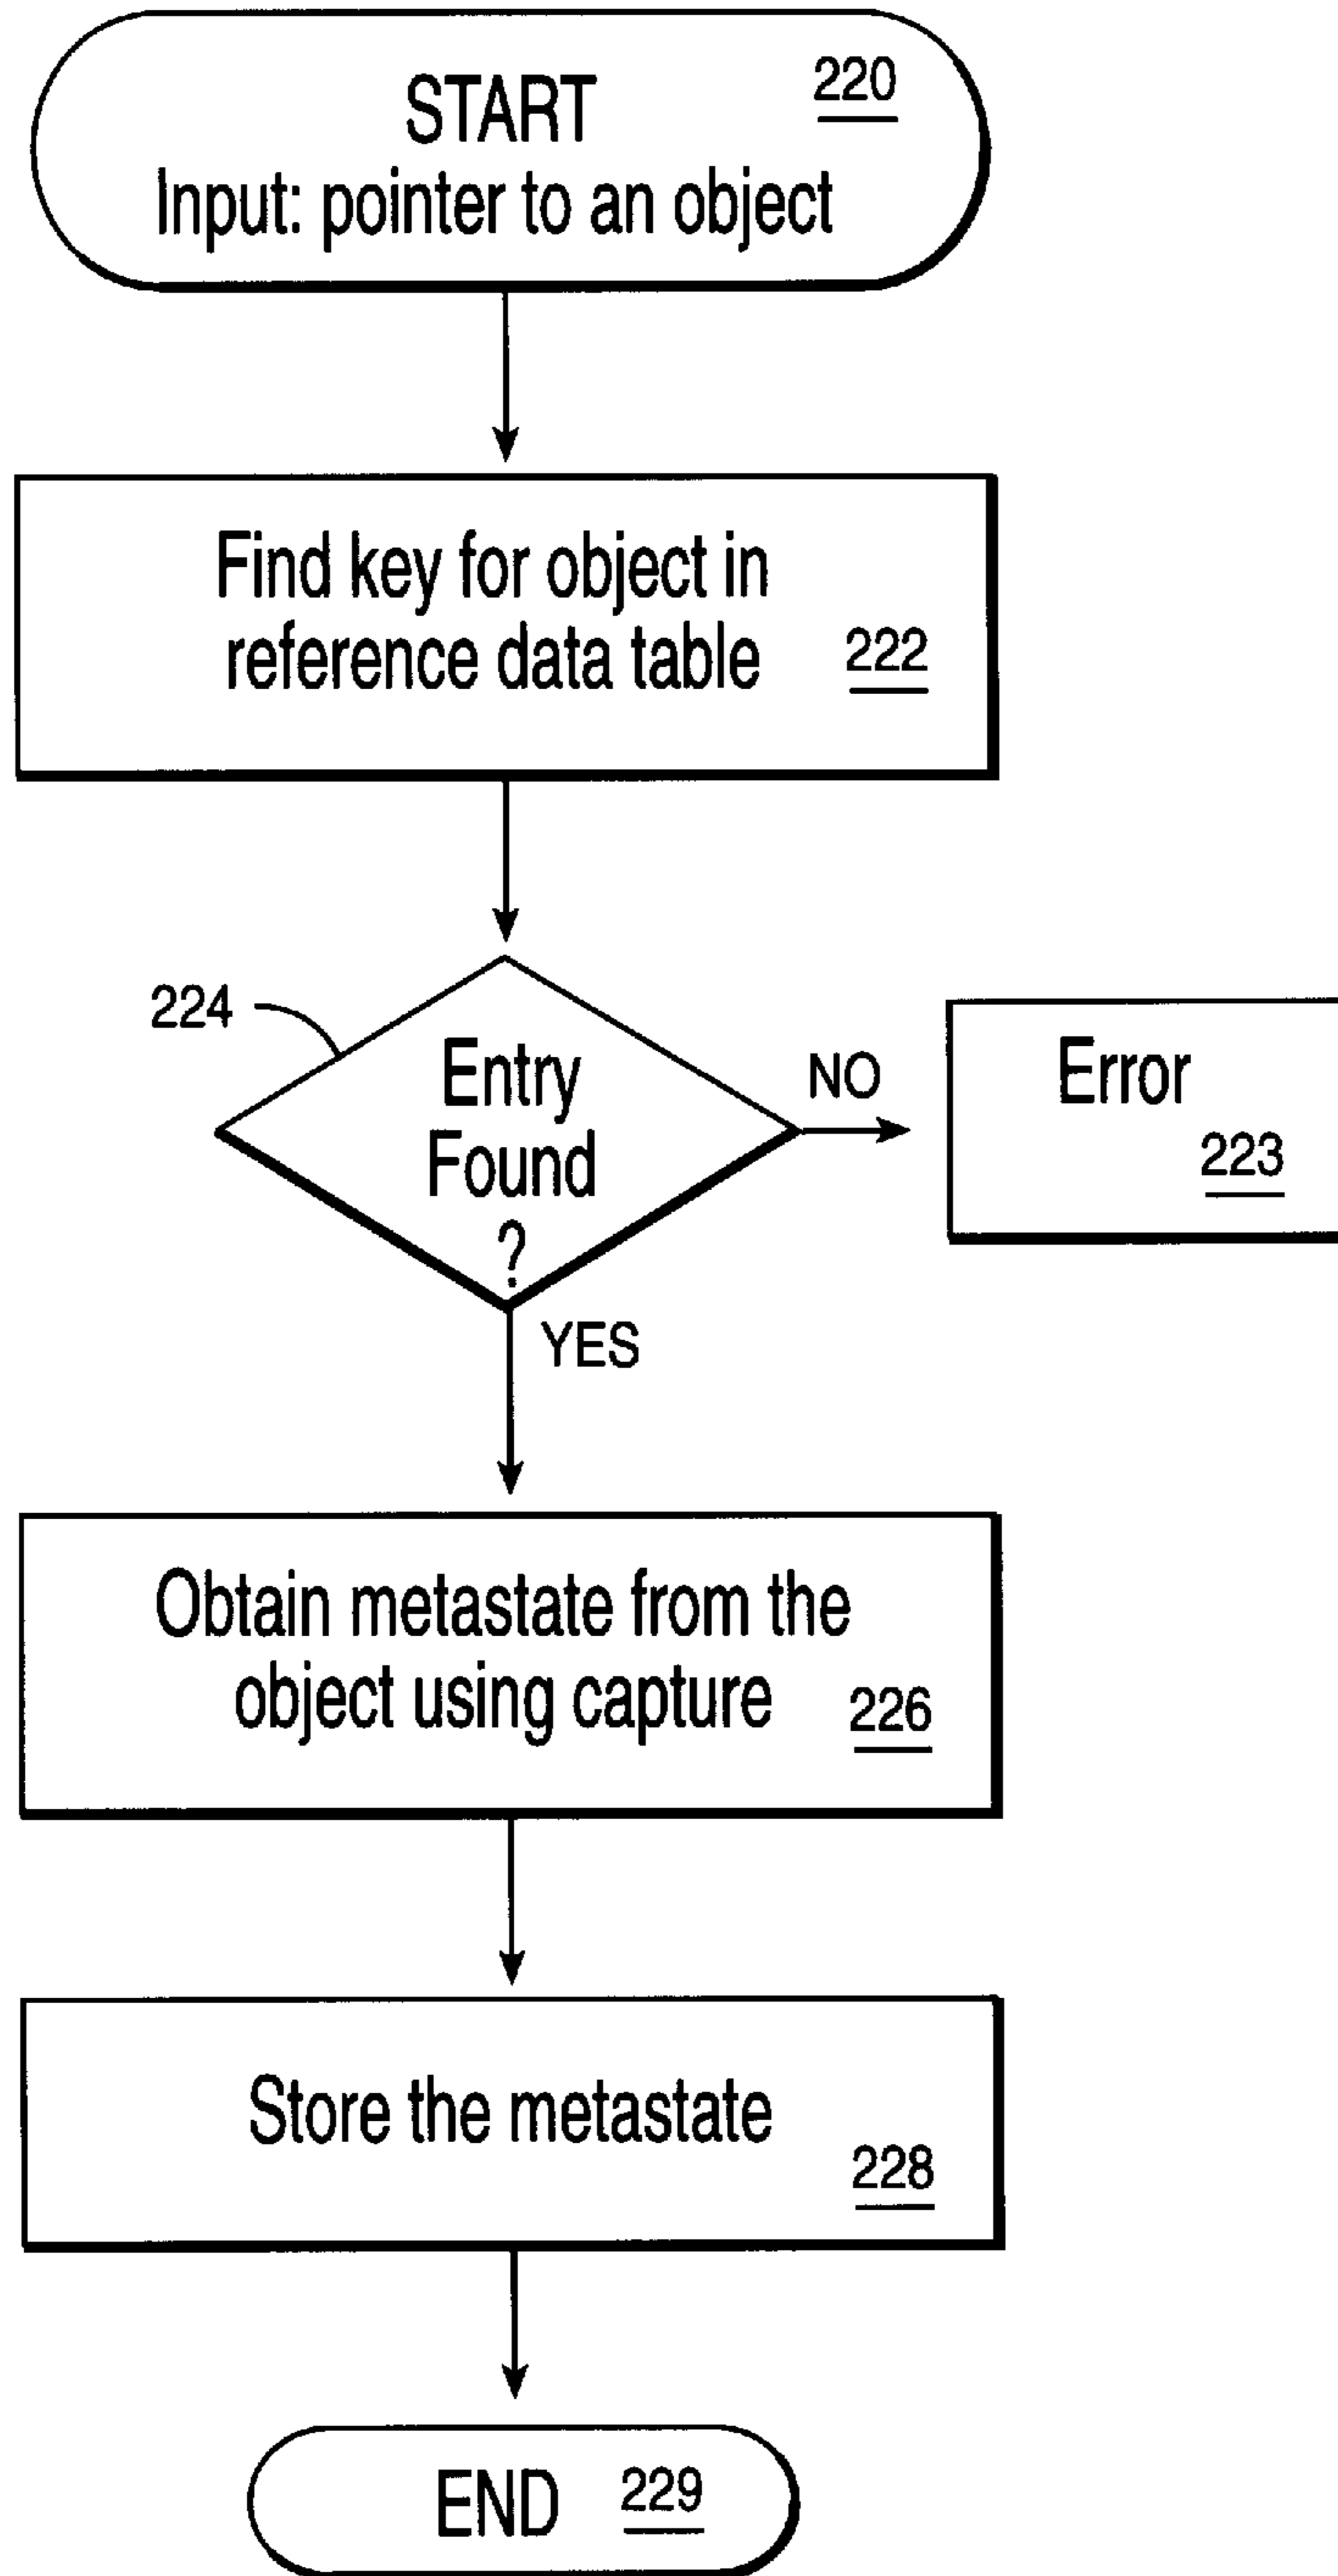 START
220
Input: pointer to an object
Find key for object in
reference data table
222
224
Entry
Found
?
NO
Error
223
YES
Obtain metastate from the
object using capture
226
Store the metastate
228
END
229